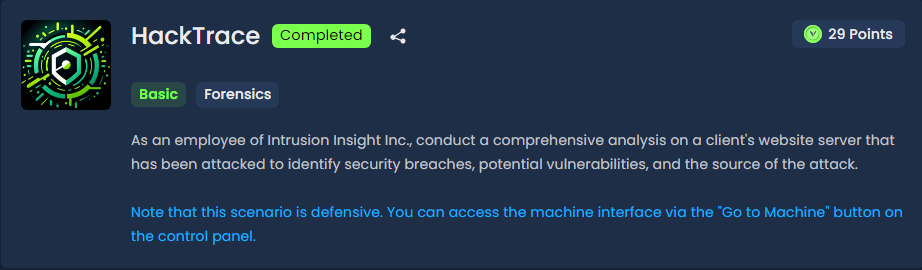 HackTrace Completed 29 Points
Basic Forensics
As an employee of Intrusion Insight Inc., conduct a comprehensive analysis on a client's website server that
has been attacked to identify security breaches, potential vulnerabilities, and the source of the attack.
Note that this scenario is defensive. You can access the machine interface via the "Go to Machine" button on
the control panel.